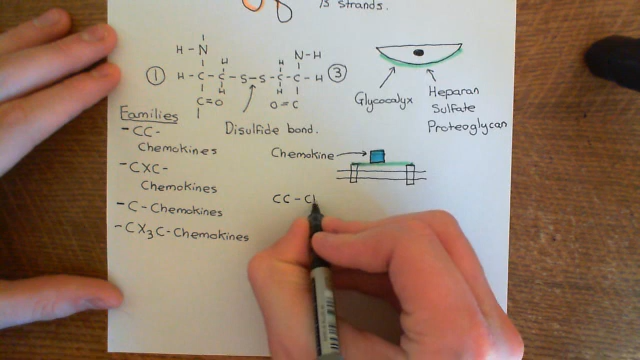 is strands.
H-N
N-H
H H
① H-C-C-S-S-C-C-H ③
C=O H H O=C
Disulfide bond.
Glycocalyx
Heparan
Sulfate
Proteoglycan
Families
-CC-
Chemokines
-CXC-
Chemokines
-C-Chemokines
-CX₃C-Chemokines
Chemokine
CC-Cl